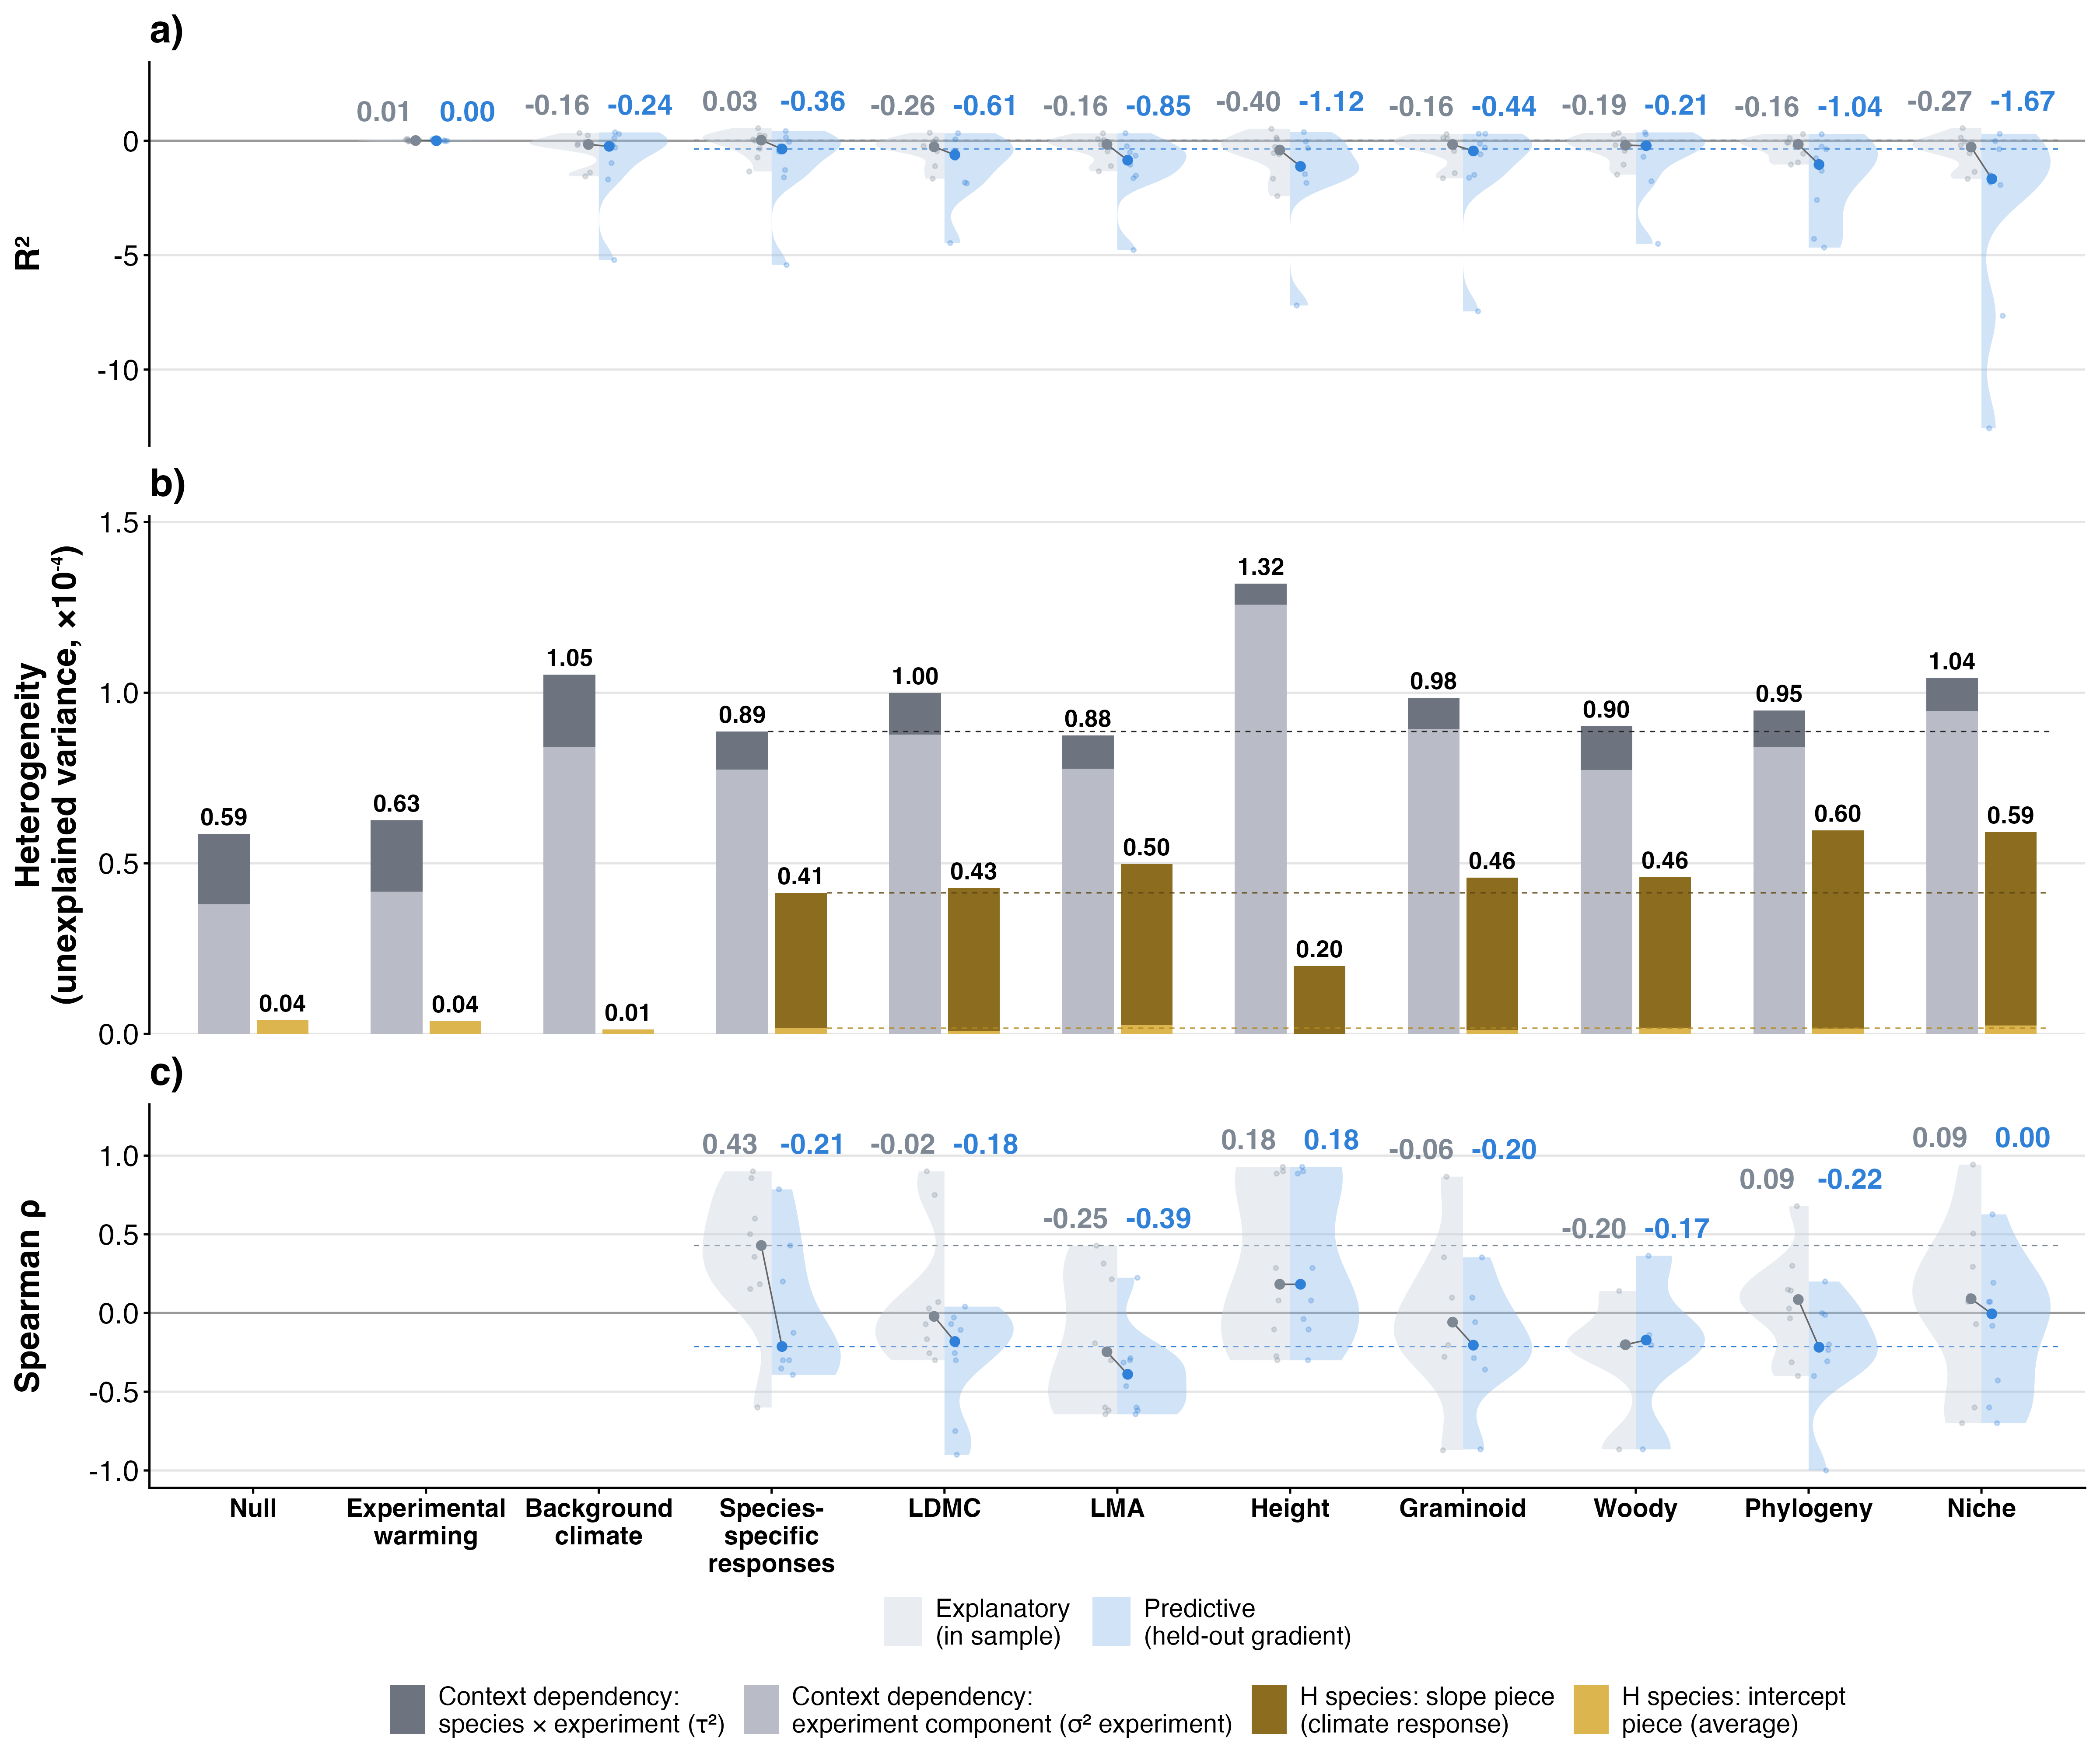 a)
0.01 0.00 -0.16 -0.24 0.03 -0.36 -0.26 -0.61 -0.16 -0.85 -0.40 -1.12 -0.16 -0.44 -0.19 -0.21 -0.16 -1.04 -0.27 -1.67
0
-5
-10
R²
b)
1.5
1.0
0.5
0.0
Heterogeneity
(unexplained variance, ×10⁻⁴)
0.59 0.04 0.63 0.04 1.05 0.01 0.89 0.41 1.00 0.43 0.88 0.50 1.32 0.20 0.98 0.46 0.90 0.46 0.95 0.60 1.04 0.59
c)
0.43 -0.21 -0.02 -0.18 -0.25 -0.39 0.18 0.18 -0.06 -0.20 -0.20 -0.17 0.09 -0.22 0.09 0.00
1.0
0.5
0.0
-0.5
-1.0
Spearman ρ
Null
Experimental
warming
Background
climate
Species-
specific
responses
LDMC
LMA
Height
Graminoid
Woody
Phylogeny
Niche
Explanatory
(in sample)
Predictive
(held-out gradient)
Context dependency:
species × experiment (τ²)
Context dependency:
experiment component (σ² experiment)
H species: slope piece
(climate response)
H species: intercept
piece (average)